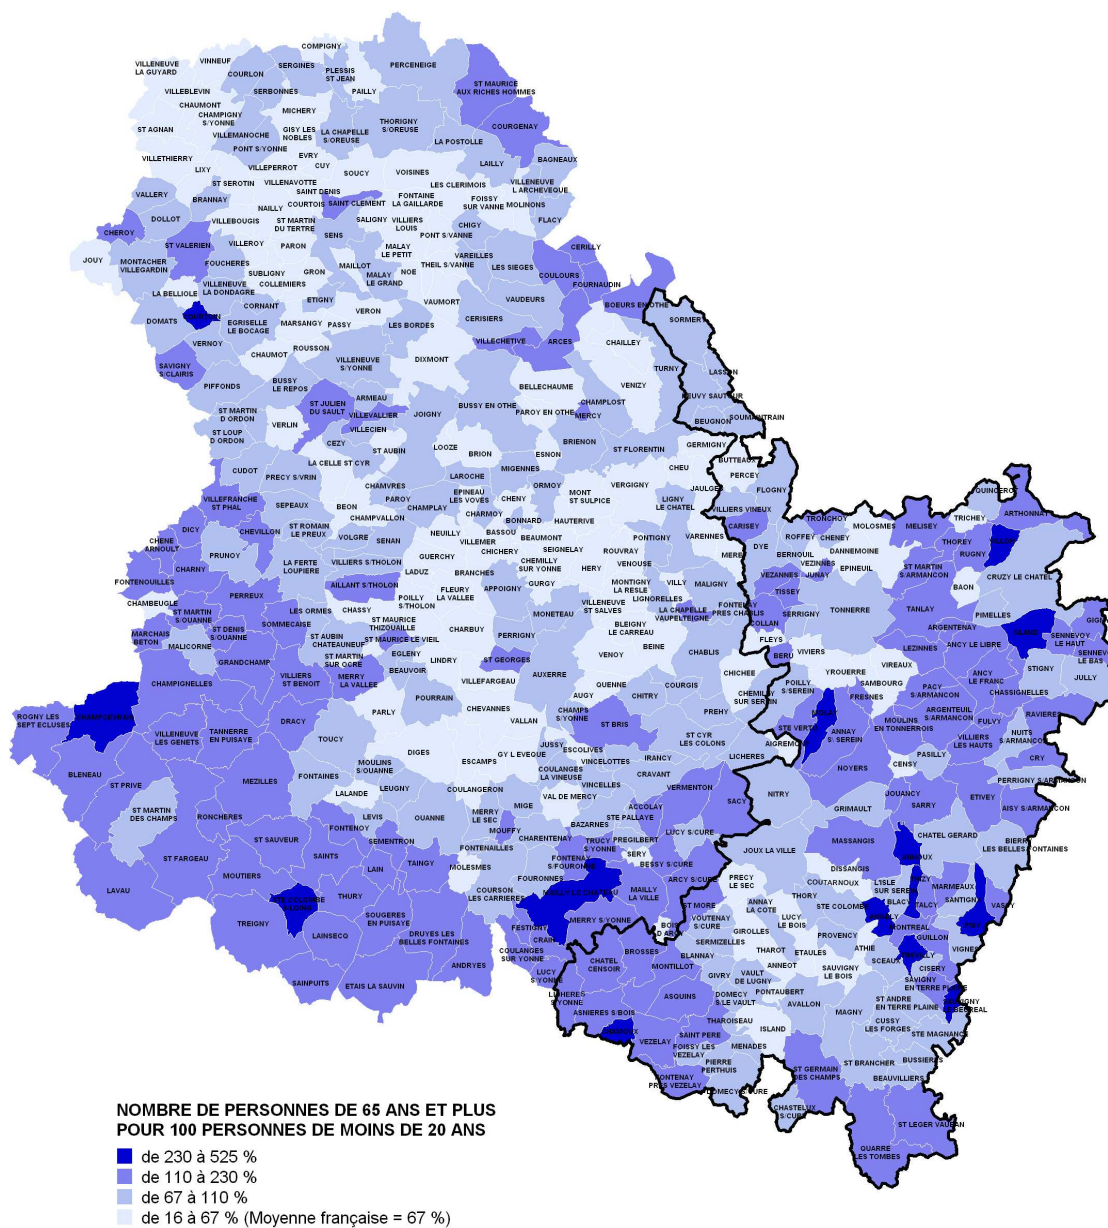 COMPIGNY
VILLENEUVE
LA GUYARD
VINNEUF
COURLON
SERGINES
PLESSIS
ST JEAN
PERCENEIGE
VILLEBLEVIN
SERBONNES
PAILLY
ST MAURICE
AUX RICHES HOMMES
CHAUMONT
CHAMPIGNY
S/YONNE
MICHERY
THORIGNY
S/OREUSE
COURGENAY
ST AGNAN
VILLEMANOCHE
GISY LES
NOBLES
LA CHAPELLE
S/OREUSE
LA POSTOLLE
PONT S/YONNE
EVRY
VILLETHIERRY
LIXY
VILLEPERROT
CUY
SOUCY
VOISINES
LAILLY
BAGNEAUX
ST SEROTIN
VILLENAVOTTE
SAINT DENIS
LES CLERIMOIS
VILLENEUVE
L ARCHEVEQUE
VALLERY
BRANNAY
NAILLY
COURTOIS
SAINT CLEMENT
FONTAINE
LA GAILLARDE
FOISSY
SUR VANNE
MOLINONS
DOLLOT
VILLEBOUGIS
ST MARTIN
DU TERTRE
SALIGNY
VILLIERS
LOUIS
CHIGY
FLACY
CHEROY
SENS
PONT S/VANNE
ST VALERIEN
VILLEROY
PARON
MALAY
LE PETIT
VAREILLES
CERILLY
JOUY
MONTACHER
VILLEGARDIN
FOUCHERES
SUBLIGNY
GRON
MAILLOT
MALAY
LE GRAND
NOE
THEIL S/VANNE
LES SIEGES
COULOURS
FOURNAUDIN
LA BELLIOLE
VILLENEUVE
LA DONDAGRE
COLLEMIERS
ETIGNY
VAUMORT
VAUDEURS
BOEURS EN OTHE
CORNANT
VERON
DOMATS
EGRISELLE
LE BOCAGE
MARSANGY
PASSY
LES BORDES
CERISIERS
SORMERY
VERNOY
ROUSSON
VILLECHETIVE
ARCES
CHAILLEY
SAVIGNY
S/CLAIRIS
CHAUMOT
VILLENEUVE
S/YONNE
DIXMONT
TURNY
LASSON
PIFFONDS
BUSSY
LE REPOS
BELLECHAUME
VENIZY
NEUVY SAUTOUR
ST JULIEN
DU SAULT
ARMEAU
CHAMPLOST
ST MARTIN
D ORDON
VILLEVALLIER
JOIGNY
BUSSY EN OTHE
PAROY EN OTHE
MERCY
BEUGNON
SOUMAINTRAIN
VERLIN
VILLECIEN
ST LOUP
D ORDON
CEZY
LOOZE
BRIENON
ST FLORENTIN
GERMIGNY
ST AUBIN
BRION
ESNON
LA CELLE ST CYR
BUTTEAUX
CUDOT
PRECY S/VRIN
LAROCHE
MIGENNES
CHEU
PERCEY
CHAMVRES
ORMOY
VERGIGNY
JAULGES
FLOGNY
QUINCEROT
VILLEFRANCHE
ST PHAL
SEPEAUX
BEON
PAROY
EPINEAU
LES VOVES
CHENY
MONT
ST SULPICE
LIGNY
LE CHATEL
VILLIERS VINEUX
TRICHEY
ARTHONNAY
DICY
CHEVILLON
ST ROMAIN
LE PREUX
CHAMPVALLON
CHAMPLAY
CHARMOY
BONNARD
HAUTERIVE
CARISEY
TRONCHOY
MOLOSMES
MELISEY
CHENE
ARNOULT
VOLGRE
NEUILLY
BASSOU
PONTIGNY
VARENNES
ROFFEY
CHENEY
THOREY
PRUNOY
SENAN
VILLEMER
BEAUMONT
SEIGNELAY
MERE
DYE
DANNEMOINE
RUGNY
CHARNY
LA FERTE
LOUPIERE
VILLIERS S/THOLON
GUERCHY
CHICHERY
CHEMILLY
SUR YONNE
ROUVRAY
VENOUSE
BERNOUIL
VEZINNES
EPINEUIL
ST MARTIN
S/ARMANCON
CRUZY LE CHATEL
FONTENOUILLES
AILLANT S/THOLON
LADUZ
BRANCHES
HERY
VILLY
MALIGNY
VEZANNES
JUNAY
BAON
CHAMBEUGLE
PERREUX
FLEURY
LA VALLEE
APPOIGNY
GURGY
MONTIGNY
LA RESLE
TISSEY
TONNERRE
TANLAY
PIMELLES
ST MARTIN
S/OUANNE
LES ORMES
CHASSY
POILLY
S/THOLON
MONETEAU
VILLENEUVE
ST SALVES
LIGNORELLES
LA CHAPELLE
VAUPELTEIGNE
FONTENAY
PRES CHABLIS
SERRIGNY
GIGNY
MARCHAIS
BETON
ST DENIS
S/OUANNE
SOMMECAISE
ST MAURICE
THIZOUAILLE
CHARBUY
PERRIGNY
BLEIGNY
LE CARREAU
COLLAN
ARGENTENAY
SENNEVOY
LE HAUT
MALICORNE
ST AUBIN
CHATEAUNEUF
ST MAURICE LE VIEIL
FLEYS
LEZINNES
ANCY LE LIBRE
SENNEVOY
LE BAS
GRANDCHAMP
ST MARTIN
SUR OCRE
EGLENY
LINDRY
ST GEORGES
VENOY
BEINE
CHABLIS
BERU
VIVIERS
VIREAUX
STIGNY
CHAMPIGNELLES
VILLIERS
ST BENOIT
MERRY
LA VALLEE
BEAUVOIR
VILLEFARGEAU
AUXERRE
CHICHEE
YROUERRE
ANCY
LE FRANC
JULLY
POURRAIN
QUENNE
COURGIS
CHEMILLY
SUR SEREIN
POILLY
S/SEREIN
SAMBOURG
PACY
S/ARMANCON
CHASSIGNELLES
ROGNY LES
SEPT ECLUSES
DRACY
PARLY
CHEVANNES
AUGY
CHITRY
FRESNES
CHAMPS
S/YONNE
PREHY
STE VERTU
ARGENTEUIL
S/ARMANCON
RAVIERES
VALLAN
ST BRIS
MOULINS
EN TONNERROIS
FULVY
VILLENEUVE
LES GENETS
TANNERRE
EN PUISAYE
TOUCY
ST CYR
LES COLONS
AIGREMONT
ANNAY
S/ SEREIN
VILLIERS
LES HAUTS
NUITS
S/ARMANCON
DIGES
GY L EVEQUE
JUSSY
ESCOLIVES
IRANCY
LICHERES
PASILLY
BLENEAU
MEZILLES
FONTAINES
MOULINS
S/OUANNE
ESCAMPS
COULANGES
LA VINEUSE
VINCELOTTES
CENSY
CRY
NOYERS
ST PRIVE
LEUGNY
COULANGERON
VINCELLES
CRAVANT
VERMENTON
NITRY
PERRIGNY S/ARMANCON
LALANDE
VAL DE MERCY
SACY
JOUANCY
ST MARTIN
DES CHAMPS
RONCHERES
LEVIS
OUANNE
MERRY
LE SEC
MIGE
ACCOLAY
GRIMAULT
SARRY
ETIVEY
AISY S/ARMANCON
STE PALLAYE
FONTENOY
MOUFFY
BAZARNES
ST SAUVEUR
SEMENTRON
CHARENTENAY
TRUCY
S/YONNE
PREGILBERT
LUCY S/CURE
MASSANGIS
CHATEL GERARD
SAINTS
FONTENAILLES
SERY
JOUX LA VILLE
ST FARGEAU
LAIN
TAINGY
MOLESMES
FONTENAY
S/FOURONNE
BESSY S/CURE
DISSANGIS
MOUTIERS
FOURONNES
ARCY S/CURE
PRECY
LE SEC
COUTARNOUX
L'ISLE
SUR SEREIN
MARMEAUX
LAVAU
THURY
COURSON
LES CARRIERES
MAILLY LE CHATEAU
MAILLY
LA VILLE
THORY
BLACY
TALCY
SANTIGNY
VASSY
TREIGNY
SOUGERES
EN PUISAYE
MERRY S/YONNE
ST MORE
ANNAY
LA COTE
LUCY
LE BOIS
STE COLOMBE
MONTREAL
LAINSECO
DRUYES LES
BELLES FONTAINES
FESTIGNY
BOIS
D ARCY
VOUTENAY
S/CURE
GIROLLES
PROVENCY
GUILLON
CRAIN
SERMIZELLES
ATHIE
VIGNES
COULANGES
SUR YONNE
BROSSES
BLANNAY
THAROT
ETAULES
SCEAUX
CISERY
ANDRYES
CHATEL
CENSOIR
MONTILLOT
ANNEOT
SAUVIGNY
LE BOIS
SAVIGNY
EN TERRE PLAINE
SAINPUITS
ETAIS LA SAUVIN
LUCY
S/YONNE
GIVRY
VAULT
DE LUGNY
LICHERES
S/YONNE
ASQUINS
DOMECY
S/LE VAULT
PONTAUBERT
AVALLON
ST ANDRE
EN TERRE PLAINE
ASNIERES S/BOIS
THAROISEAU
MAGNY
CUSSY
LES FORGES
STE MAGNANCE
VEZELAY
SAINT PERE
ISLAND
FOISSY LES
VEZELAY
MENADES
BUSSIERES
PIERRE
PERTHUIS
ST BRANCHER
FONTENAY
PRES VEZELAY
DOMECY S/CURE
ST GERMAIN
DES CHAMPS
BEAUVILLIERS
CHASTELUX
S/CURE
ST LEGER VAUBAN
QUARRE
LES TOMBES
NOMBRE DE PERSONNES DE 65 ANS ET PLUS
POUR 100 PERSONNES DE MOINS DE 20 ANS
de 230 à 525 %
de 110 à 230 %
de 67 à 110 %
de 16 à 67 % (Moyenne française = 67 %)